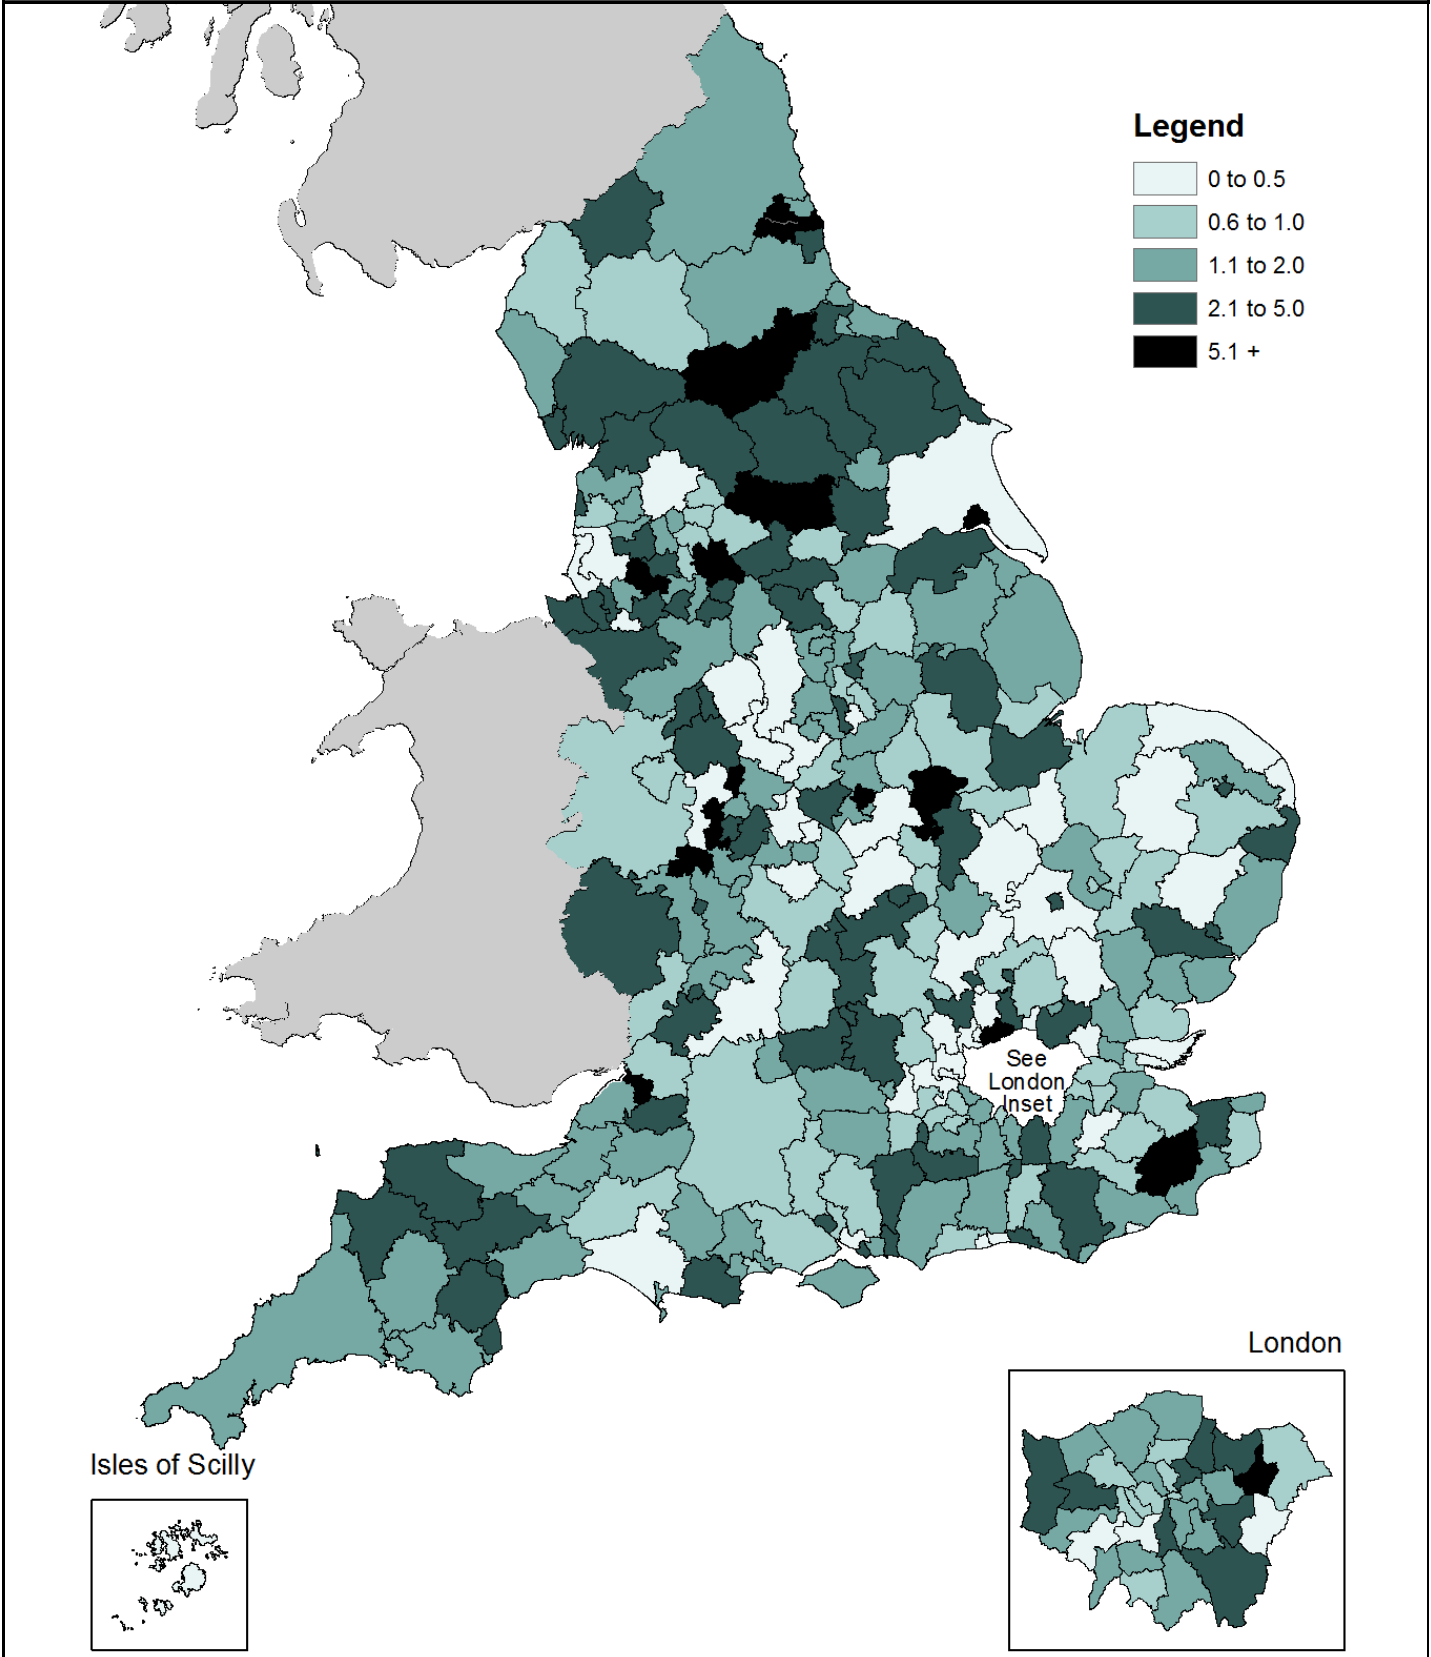 Legend
0 to 0.5
0.6 to 1.0
1.1 to 2.0
2.1 to 5.0
5.1 +
See
London
Inset
London
Isles of Scilly